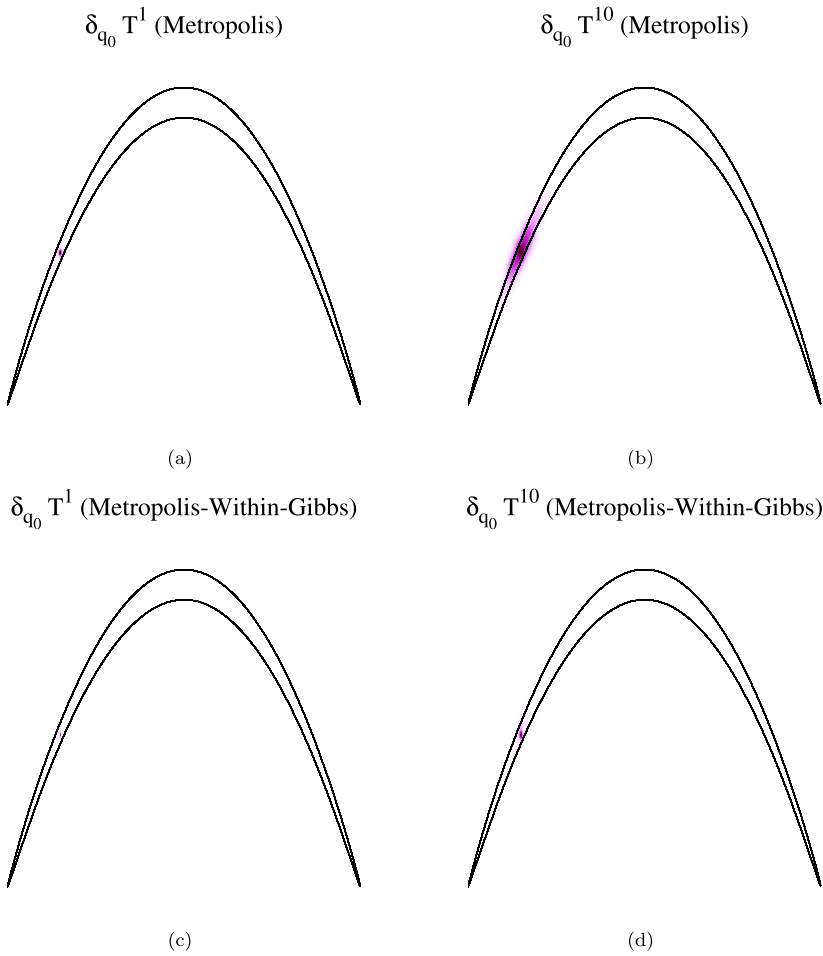 δq₀ T¹ (Metropolis)
δq₀ T¹⁰ (Metropolis)
(a)
(b)
δq₀ T¹ (Metropolis-Within-Gibbs)
δq₀ T¹⁰ (Metropolis-Within-Gibbs)
(c)
(d)